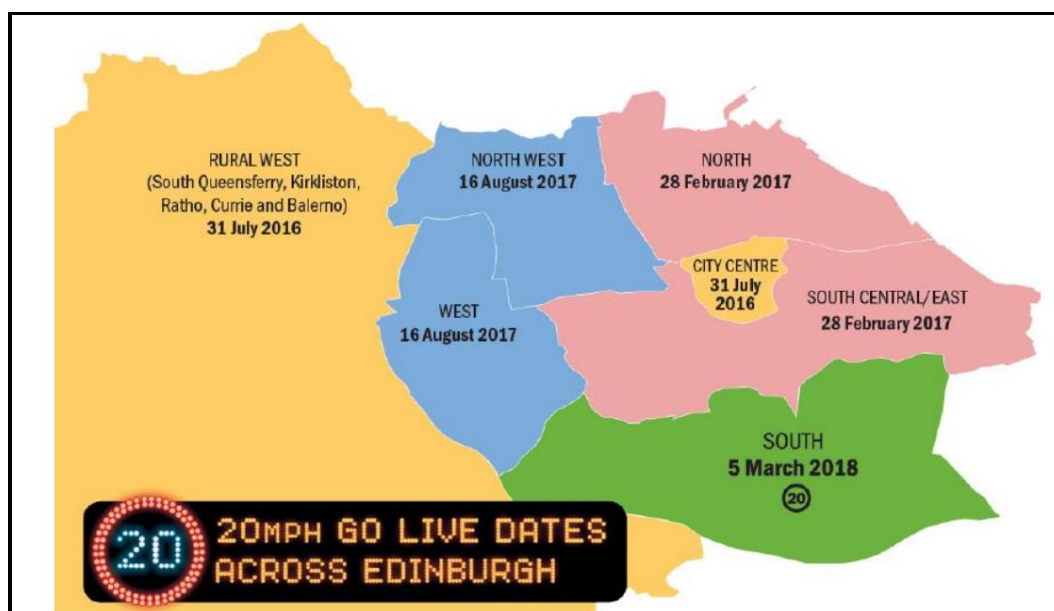 RURAL WEST
(South Queensferry, Kirkliston,
Ratho, Currie and Balerno)
31 July 2016
NORTH WEST
16 August 2017
NORTH
28 February 2017
CITY CENTRE
31 July
2016
SOUTH CENTRAL/EAST
28 February 2017
WEST
16 August 2017
SOUTH
5 March 2018
20
20
20MPH GO LIVE DATES
ACROSS EDINBURGH